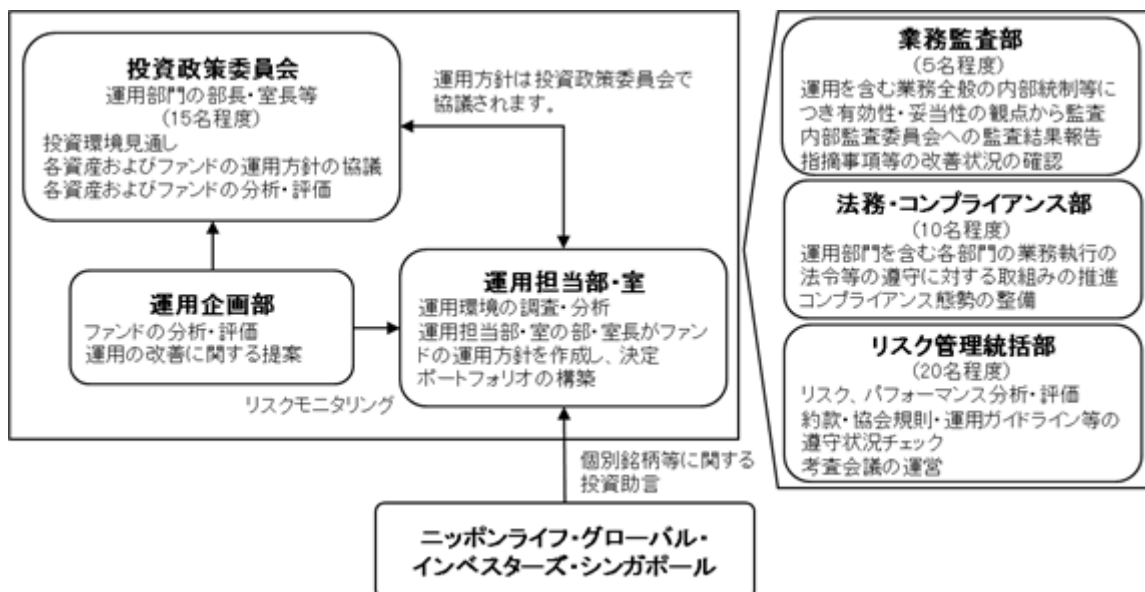 投資政策委員会
運用部門の部長・室長等
(15名程度)
投資環境見通し
各資産およびファンドの運用方針の協議
各資産およびファンドの分析・評価
運用方針は投資政策委員会で
協議されます。
運用企画部
ファンドの分析・評価
運用の改善に関する提案
リスクモニタリング
運用担当部・室
運用環境の調査・分析
運用担当部・室の部・室長がファン
ドの運用方針を作成し、決定
ポートフォリオの構築
個別銘柄等に関する
投資助言
ニッポンライフ・グローバル・
インベスターズ・シンガポール
業務監査部
(5名程度)
運用を含む業務全般の内部統制等に
つき有効性・妥当性の観点から監査
内部監査委員会への監査結果報告
指摘事項等の改善状況の確認
法務・コンプライアンス部
(10名程度)
運用部門を含む各部門の業務執行の
法令等の遵守に対する取組みの推進
コンプライアンス態勢の整備
リスク管理統括部
(20名程度)
リスク、パフォーマンス分析・評価
約款・協会規則・運用ガイドライン等の
遵守状況チェック
考査会議の運営